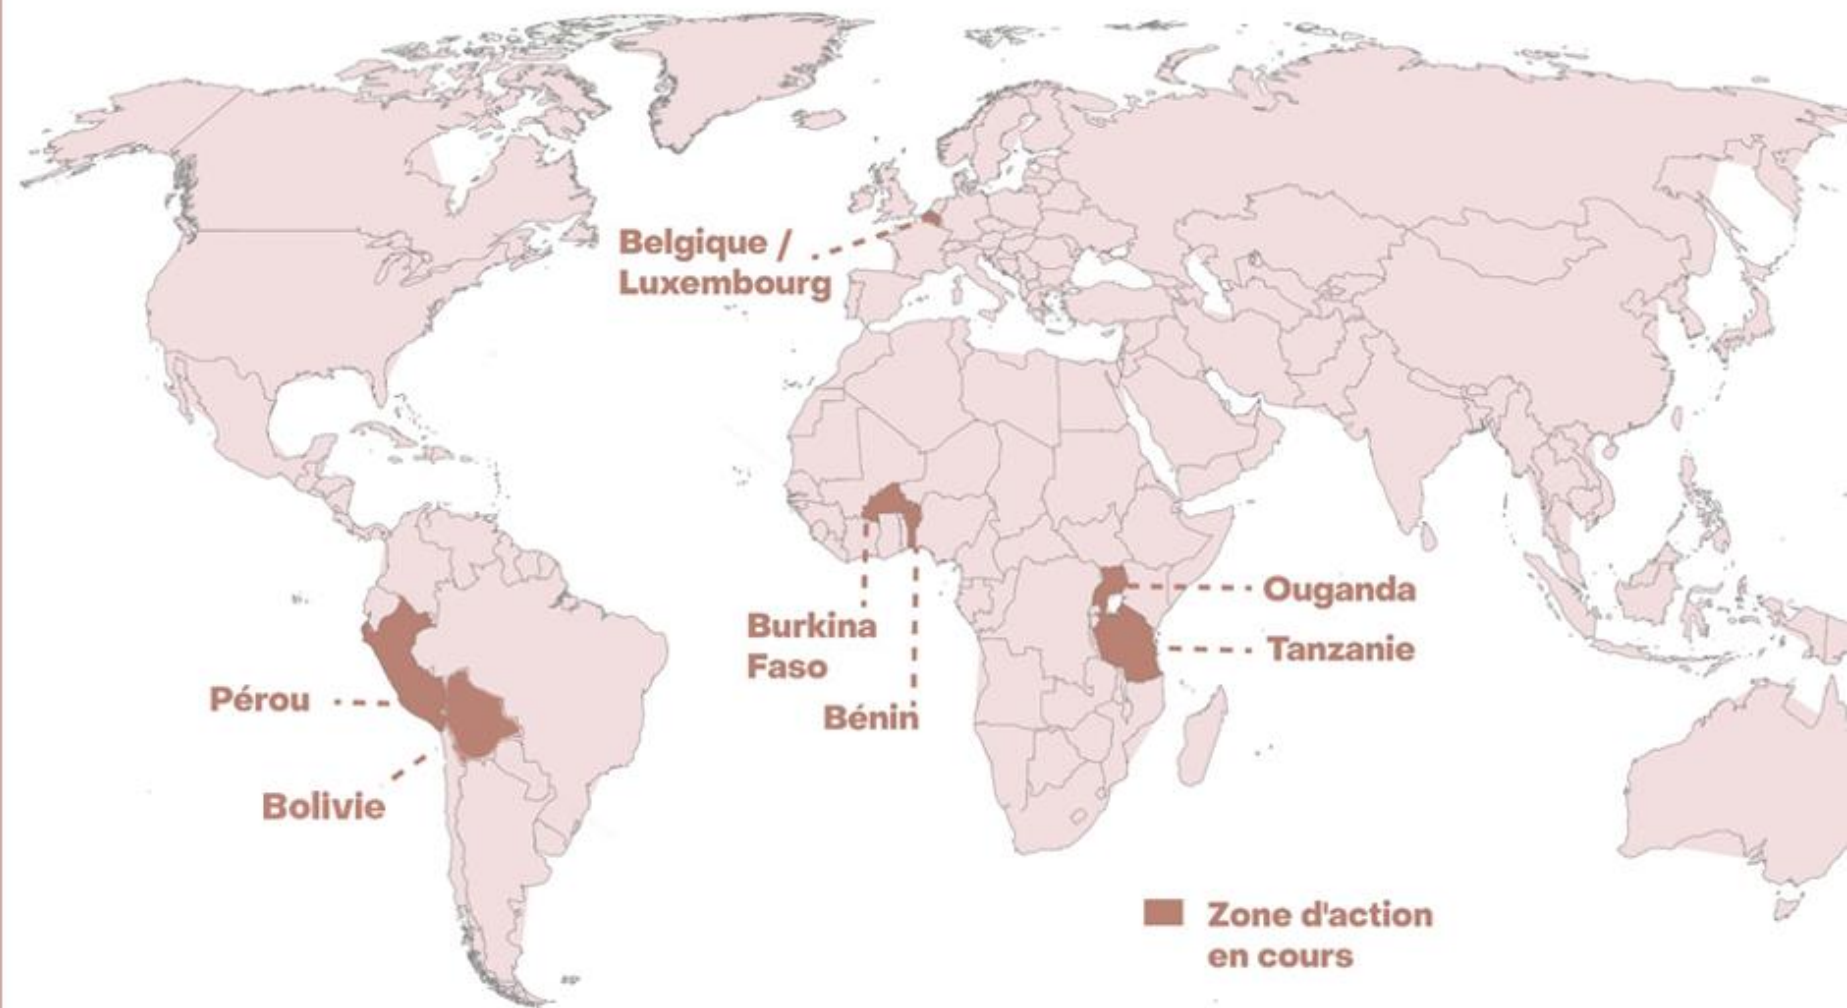 Belgique /
Luxembourg
Burkina
Faso
Bénin
Ouganda
Tanzanie
Pérou
Bolivie
Zone d'action
en cours